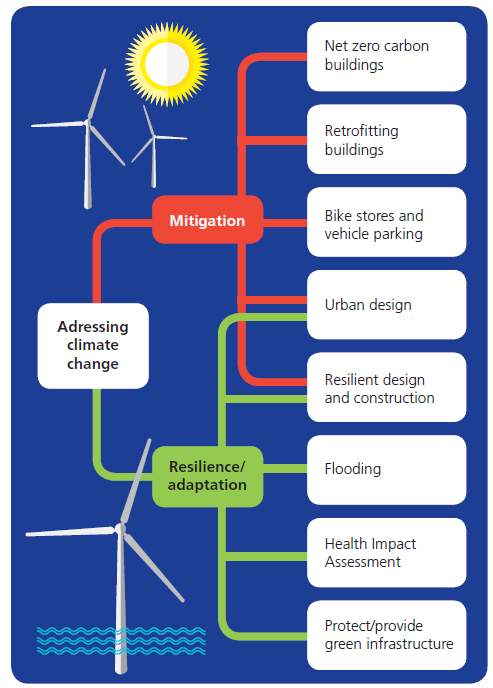 Net zero carbon
buildings
Retrofitting
buildings
Bike stores and
vehicle parking
Mitigation
Urban design
Adressing
climate
change
Resilient design
and construction
Resilience/
adaptation
Flooding
Health Impact
Assessment
Protect/provide
green infrastructure